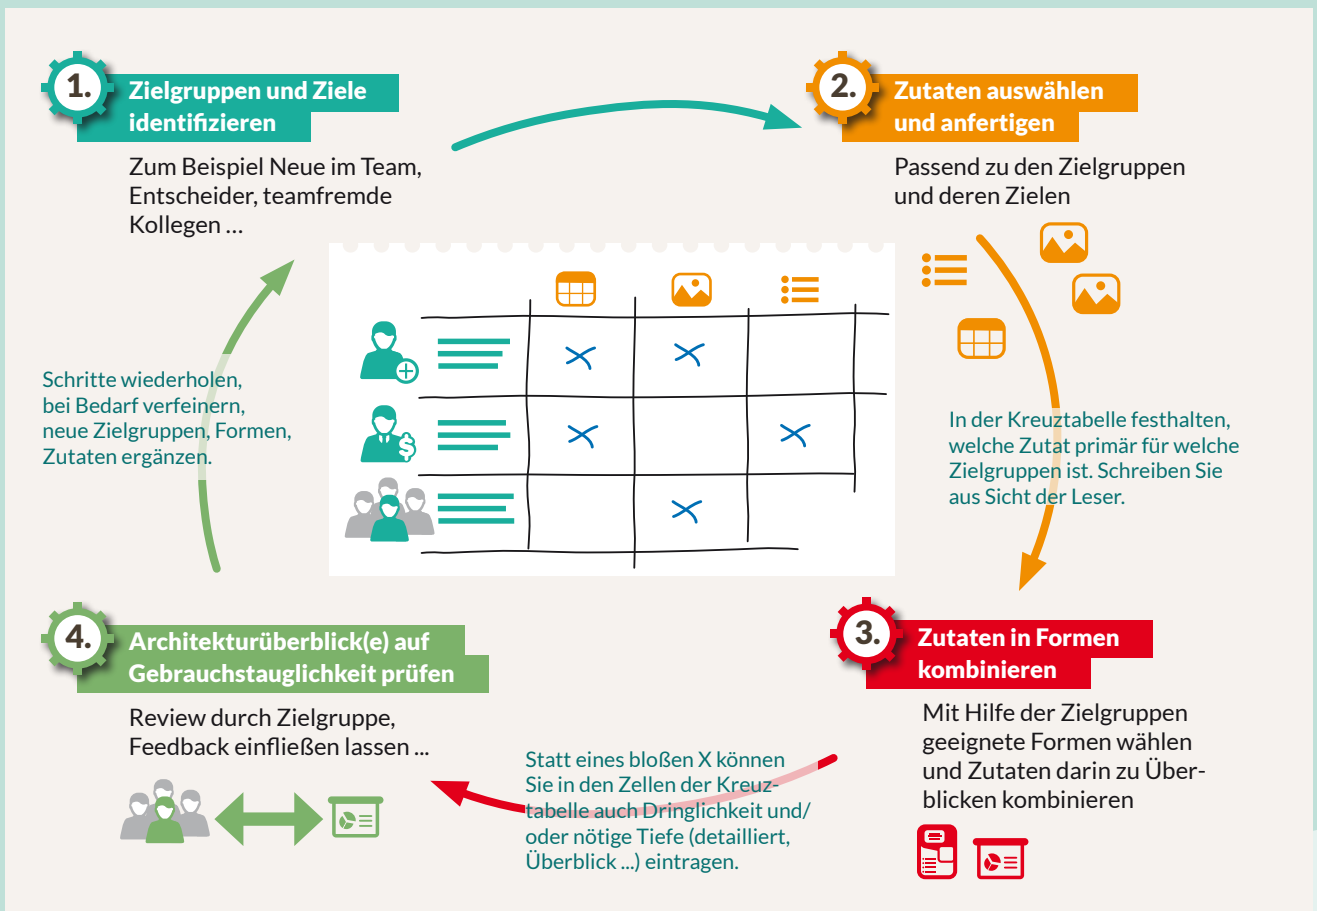 1.
Zielgruppen und Ziele
identifizieren
Zum Beispiel Neue im Team,
Entscheider, teamfremde
Kollegen ...
2.
Zutaten auswählen
und anfertigen
Passend zu den Zielgruppen
und deren Zielen
In der Kreuztabelle festhalten,
welche Zutat primär für welche
Zielgruppen ist. Schreiben Sie
aus Sicht der Leser.
3.
Zutaten in Formen
kombinieren
Mit Hilfe der Zielgruppen
geeignete Formen wählen
und Zutaten darin zu Über-
blicken kombinieren
Statt eines bloßen X können
Sie in den Zellen der Kreuz-
tabelle auch Dringlichkeit und/
oder nötige Tiefe (detailliert,
Überblick ...) eintragen.
4.
Architekturüberblick(e) auf
Gebrauchstauglichkeit prüfen
Review durch Zielgruppe,
Feedback einfließen lassen ...
Schritte wiederholen,
bei Bedarf verfeinern,
neue Zielgruppen, Formen,
Zutaten ergänzen.
X X
$
X X
X